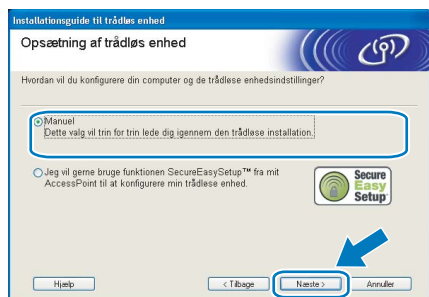 Installationsguide til trådløs enhed
Opsætning af trådløs enhed
Hvordan vil du konfigurere din computer og de trådløse enhedsindstillinger?
Manuel
Dette valg vil trin for trin lede dig igennem den trådløse installation.
Jeg vil gerne bruge funktionen SecureEasySetup™ fra mit
AccessPoint til at konfigurere min trådløse enhed.
Secure
Easy
Setup
Hjælp
< Tilbage
Næste >
Annuller